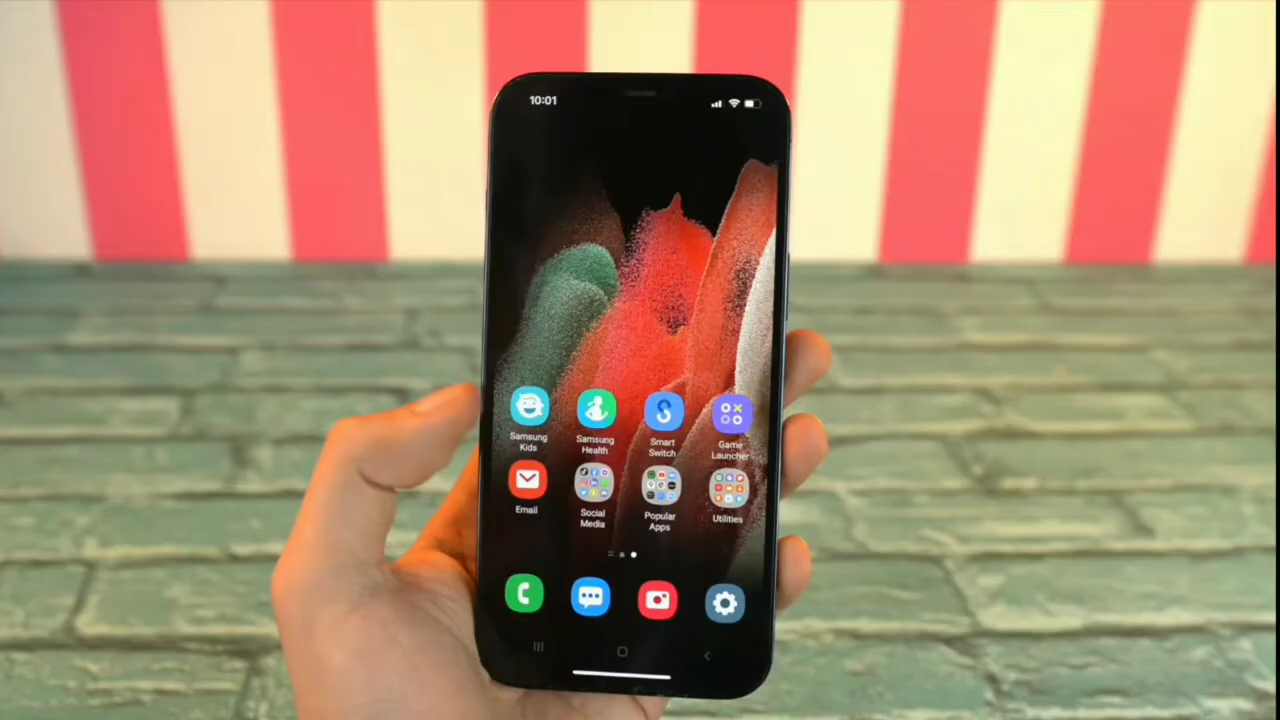 10:01
Samsung Kids
Samsung Health
Smart Switch
Game Launcher
Email
Social Media
Popular Apps
Utilities